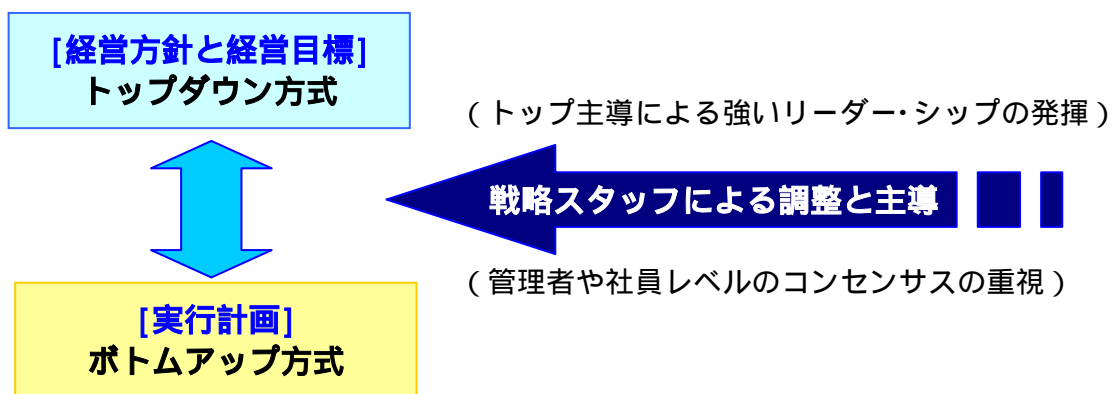 [経営方針と経営目標]
トップダウン方式
（トップ主導による強いリーダー・シップの発揮）
戦略スタッフによる調整と主導
（管理者や社員レベルのコンセンサスの重視）
[実行計画]
ボトムアップ方式